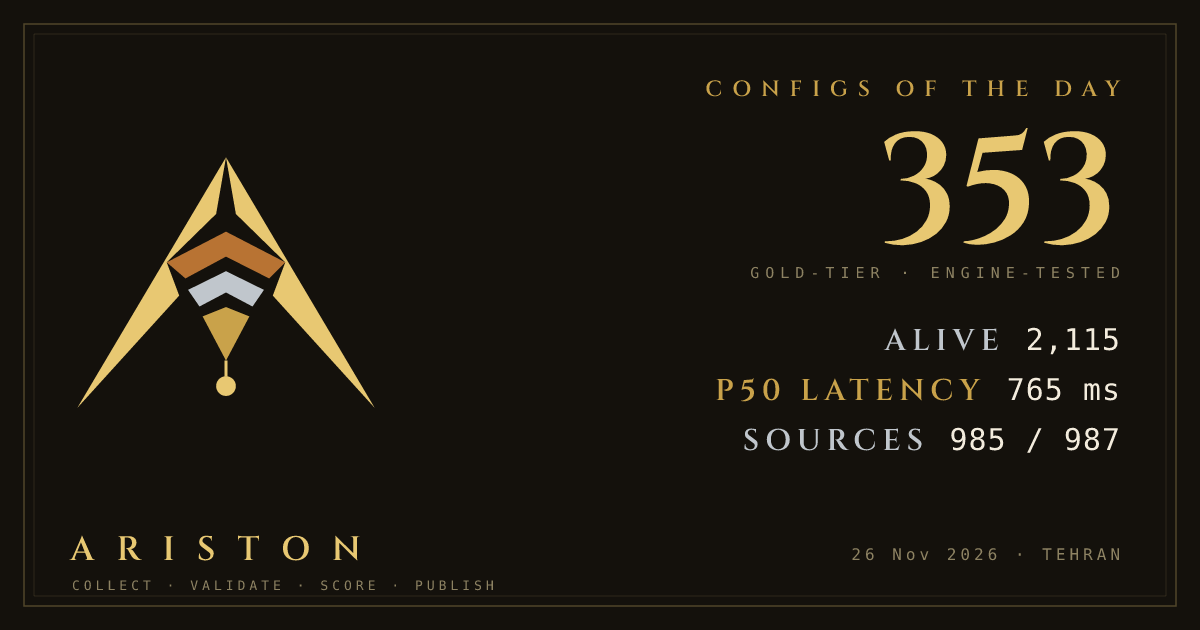 CONFIGS OF THE DAY
353
GOLD-TIER · ENGINE-TESTED
ALIVE 2,115
P50 LATENCY 765 ms
SOURCES 985 / 987
ARISTON
COLLECT · VALIDATE · SCORE · PUBLISH
26 Nov 2026 · TEHRAN